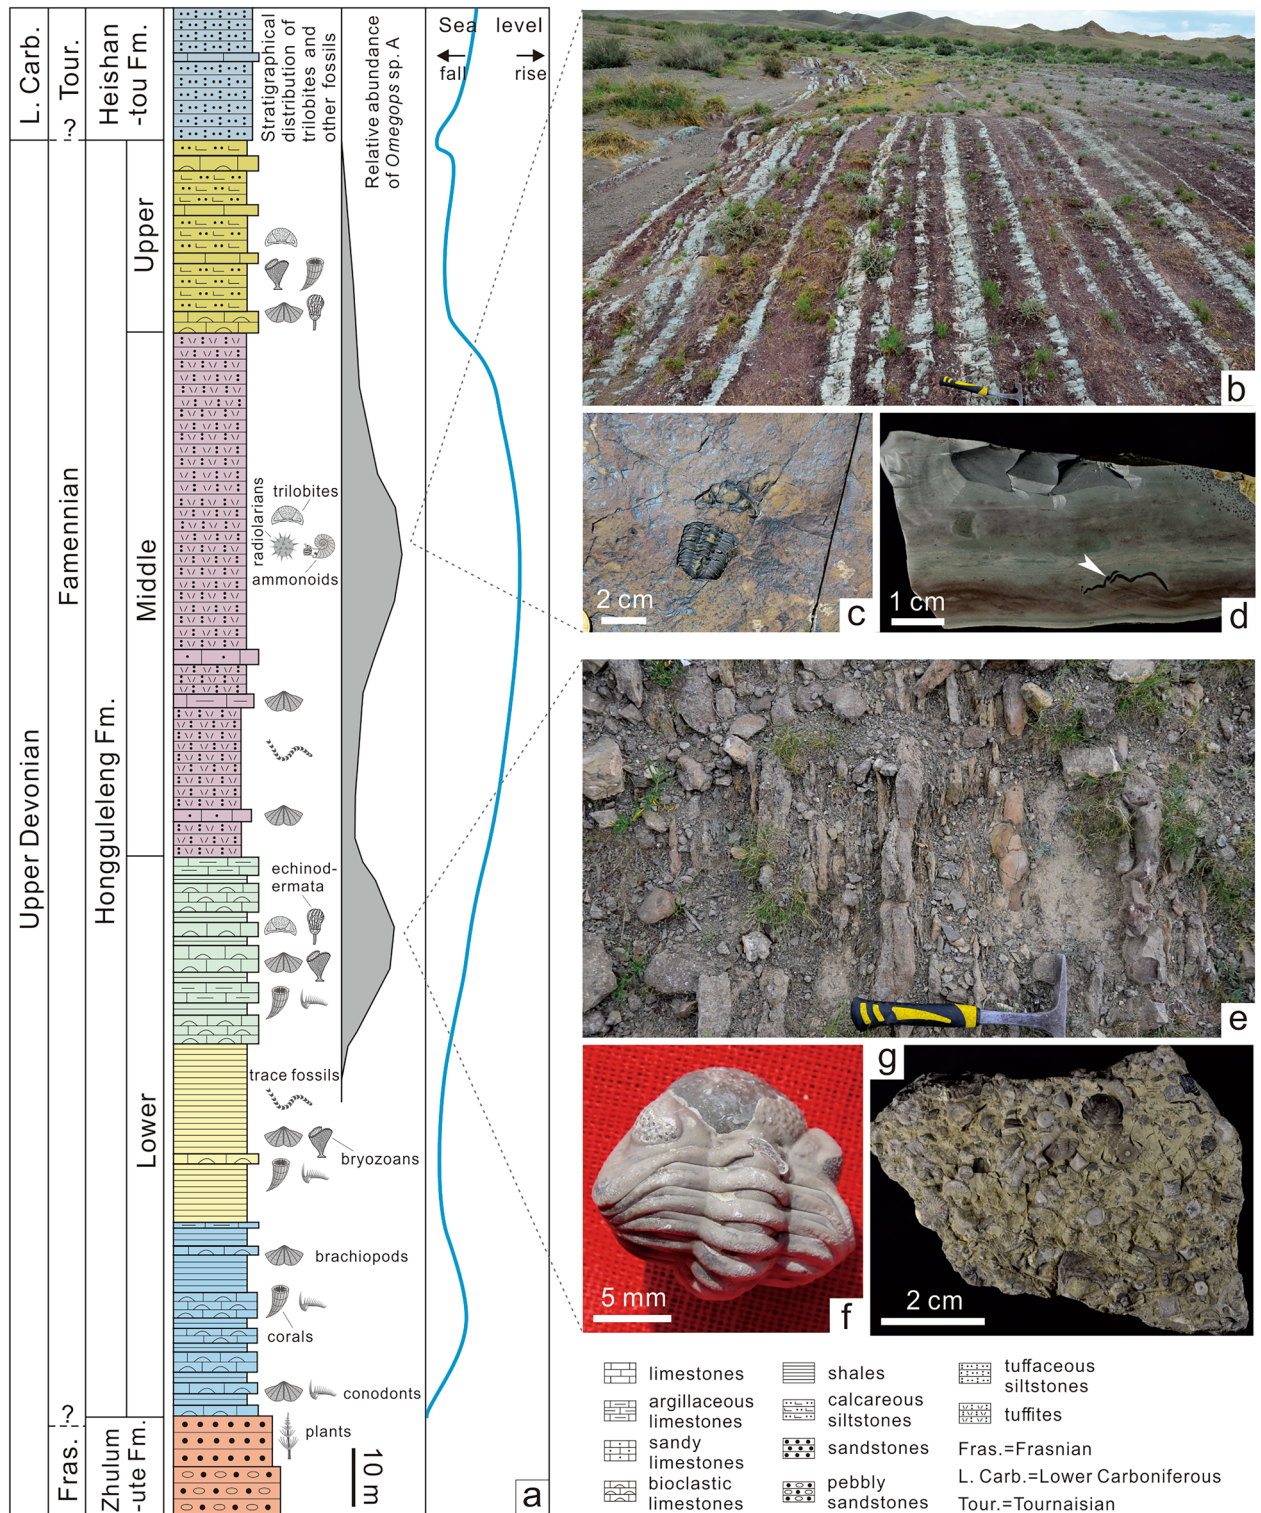 L. Carb.
Tour.
?
Heishan
-tou Fm.
Stratigraphical
distribution of
trilobites and
other fossils
Relative abundance
of Omegops sp. A
Sea level
fall
rise
Upper Devonian
Famennian
Hongguleleng Fm.
Upper
Middle
Lower
radiolarians
trilobites
ammonoids
echinod-
ermata
trace fossils
bryozoans
brachiopods
corals
conodonts
plants
?
Fras.
Zhulum
-ute Fm.
10 m
a
b
2 cm
c
1 cm
d
e
5 mm
f
g
2 cm
limestones
argillaceous
limestones
sandy
limestones
bioclastic
limestones
shales
calcareous
siltstones
sandstones
pebbly
sandstones
tuffaceous
siltstones
tuffites
Fras.=Frasnian
L. Carb.=Lower Carboniferous
Tour.=Tournaisian